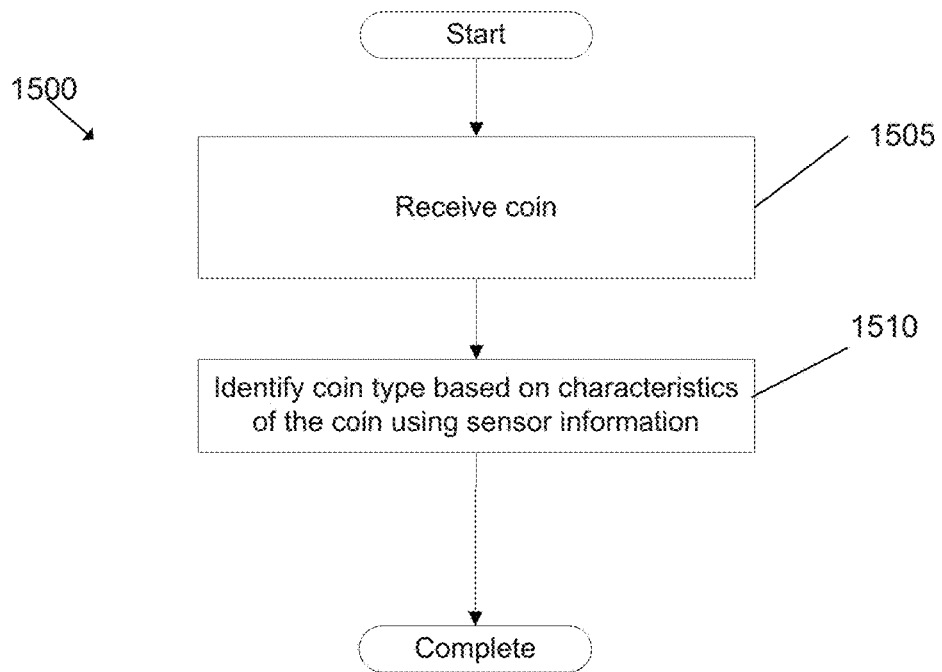 Start
1500
1505
Receive coin
1510
Identify coin type based on characteristics
of the coin using sensor information
Complete